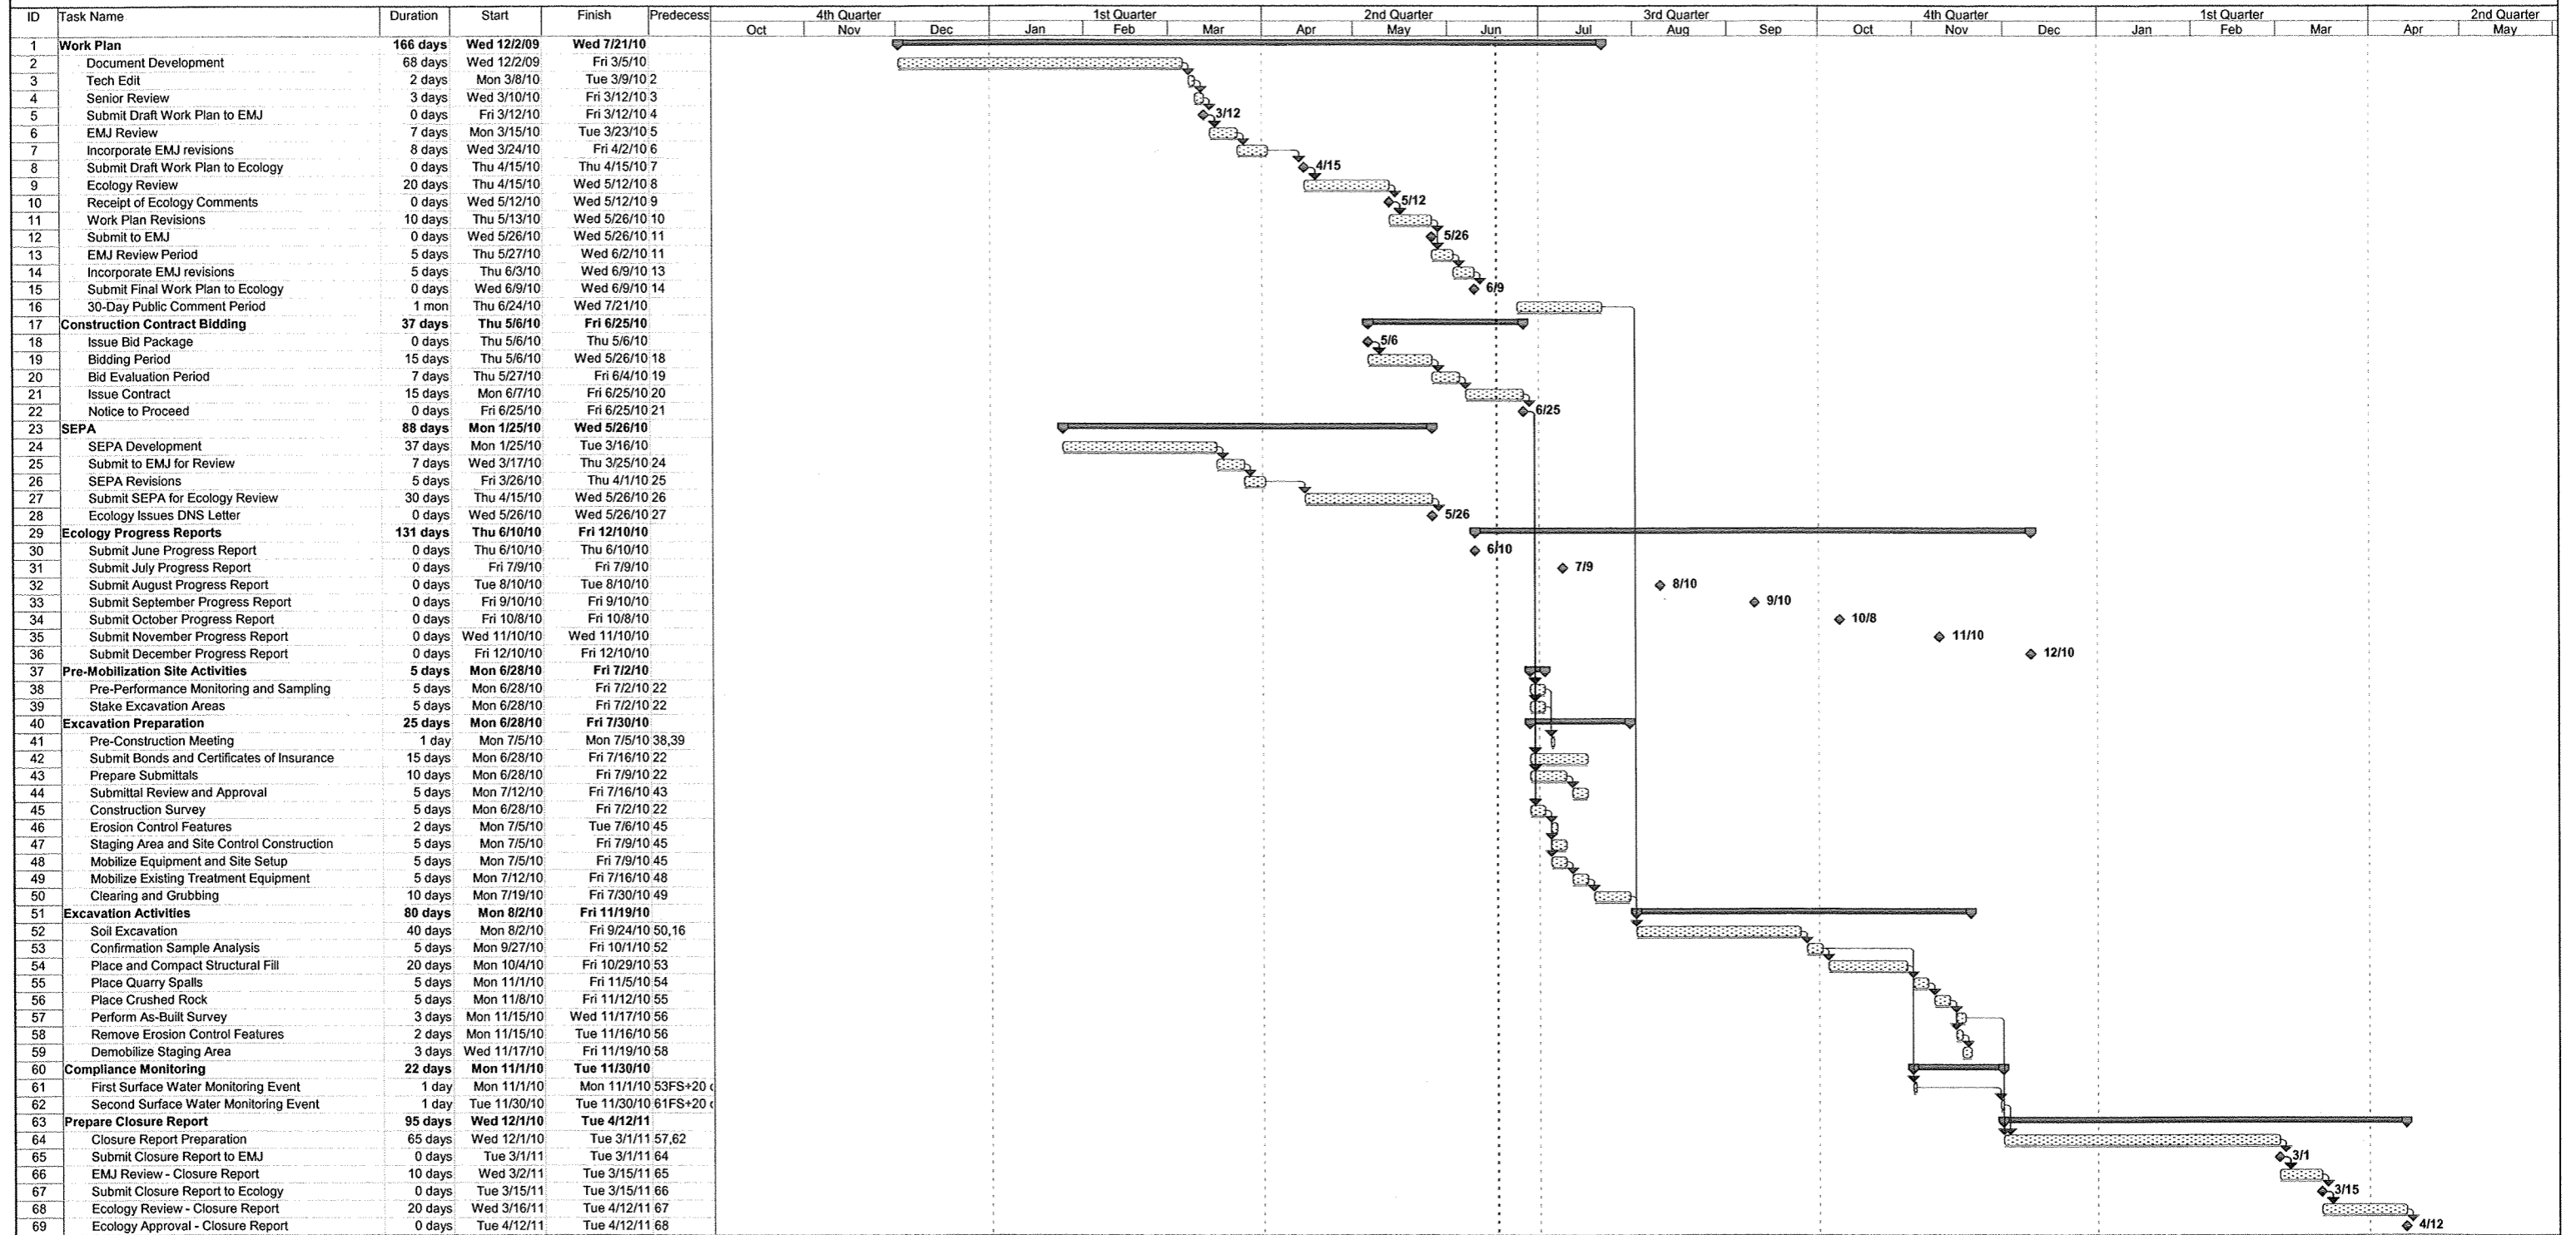 ID Task Name Duration Start Finish Predecess 4th Quarter 1st Quarter 2nd Quarter 3rd Quarter 4th Quarter 1st Quarter 2nd Quarter
Oct Nov Dec Jan Feb Mar Apr May Jun Jul Aug Sep Oct Nov Dec Jan Feb Mar Apr May
1 Work Plan 166 days Wed 12/2/09 Wed 7/21/10
2 Document Development 68 days Wed 12/2/09 Fri 3/5/10
3 Tech Edit 2 days Mon 3/8/10 Tue 3/9/10 2
4 Senior Review 3 days Wed 3/10/10 Fri 3/12/10 3
5 Submit Draft Work Plan to EMJ 0 days Fri 3/12/10 Fri 3/12/10 4 3/12
6 EMJ Review 7 days Mon 3/15/10 Tue 3/23/10 5
7 Incorporate EMJ revisions 8 days Wed 3/24/10 Fri 4/2/10 6
8 Submit Draft Work Plan to Ecology 0 days Thu 4/15/10 Thu 4/15/10 7 4/15
9 Ecology Review 20 days Thu 4/15/10 Wed 5/12/10 8
10 Receipt of Ecology Comments 0 days Wed 5/12/10 Wed 5/12/10 9 5/12
11 Work Plan Revisions 10 days Thu 5/13/10 Wed 5/26/10 10
12 Submit to EMJ 0 days Wed 5/26/10 Wed 5/26/10 11 5/26
13 EMJ Review Period 5 days Thu 5/27/10 Wed 6/2/10 11
14 Incorporate EMJ revisions 5 days Thu 6/3/10 Wed 6/9/10 13
15 Submit Final Work Plan to Ecology 0 days Wed 6/9/10 Wed 6/9/10 14 6/9
16 30-Day Public Comment Period 1 mon Thu 6/24/10 Wed 7/21/10
17 Construction Contract Bidding 37 days Thu 5/6/10 Fri 6/25/10
18 Issue Bid Package 0 days Thu 5/6/10 Thu 5/6/10 5/6
19 Bidding Period 15 days Thu 5/6/10 Wed 5/26/10 18
20 Bid Evaluation Period 7 days Thu 5/27/10 Fri 6/4/10 19
21 Issue Contract 15 days Mon 6/7/10 Fri 6/25/10 20
22 Notice to Proceed 0 days Fri 6/25/10 Fri 6/25/10 21 6/25
23 SEPA 88 days Mon 1/25/10 Wed 5/26/10
24 SEPA Development 37 days Mon 1/25/10 Tue 3/16/10
25 Submit to EMJ for Review 7 days Wed 3/17/10 Thu 3/25/10 24
26 SEPA Revisions 5 days Fri 3/26/10 Thu 4/1/10 25
27 Submit SEPA for Ecology Review 30 days Thu 4/15/10 Wed 5/26/10 26
28 Ecology Issues DNS Letter 0 days Wed 5/26/10 Wed 5/26/10 27 5/26
29 Ecology Progress Reports 131 days Thu 6/10/10 Fri 12/10/10
30 Submit June Progress Report 0 days Thu 6/10/10 Thu 6/10/10 6/10
31 Submit July Progress Report 0 days Fri 7/9/10 Fri 7/9/10 7/9
32 Submit August Progress Report 0 days Tue 8/10/10 Tue 8/10/10 8/10
33 Submit September Progress Report 0 days Fri 9/10/10 Fri 9/10/10 9/10
34 Submit October Progress Report 0 days Fri 10/8/10 Fri 10/8/10 10/8
35 Submit November Progress Report 0 days Wed 11/10/10 Wed 11/10/10 11/10
36 Submit December Progress Report 0 days Fri 12/10/10 Fri 12/10/10 12/10
37 Pre-Mobilization Site Activities 5 days Mon 6/28/10 Fri 7/2/10
38 Pre-Performance Monitoring and Sampling 5 days Mon 6/28/10 Fri 7/2/10 22
39 Stake Excavation Areas 5 days Mon 6/28/10 Fri 7/2/10 22
40 Excavation Preparation 25 days Mon 6/28/10 Fri 7/30/10
41 Pre-Construction Meeting 1 day Mon 7/5/10 Mon 7/5/10 38,39
42 Submit Bonds and Certificates of Insurance 15 days Mon 6/28/10 Fri 7/16/10 22
43 Prepare Submittals 10 days Mon 6/28/10 Fri 7/9/10 22
44 Submittal Review and Approval 5 days Mon 7/12/10 Fri 7/16/10 43
45 Construction Survey 5 days Mon 6/28/10 Fri 7/2/10 22
46 Erosion Control Features 2 days Mon 7/5/10 Tue 7/6/10 45
47 Staging Area and Site Control Construction 5 days Mon 7/5/10 Fri 7/9/10 45
48 Mobilize Equipment and Site Setup 5 days Mon 7/5/10 Fri 7/9/10 45
49 Mobilize Existing Treatment Equipment 5 days Mon 7/12/10 Fri 7/16/10 48
50 Clearing and Grubbing 10 days Mon 7/19/10 Fri 7/30/10 49
51 Excavation Activities 80 days Mon 8/2/10 Fri 11/19/10
52 Soil Excavation 40 days Mon 8/2/10 Fri 9/24/10 50,16
53 Confirmation Sample Analysis 5 days Mon 9/27/10 Fri 10/1/10 52
54 Place and Compact Structural Fill 20 days Mon 10/4/10 Fri 10/29/10 53
55 Place Quarry Spalls 5 days Mon 11/1/10 Fri 11/5/10 54
56 Place Crushed Rock 5 days Mon 11/8/10 Fri 11/12/10 55
57 Perform As-Built Survey 3 days Mon 11/15/10 Wed 11/17/10 56
58 Remove Erosion Control Features 2 days Mon 11/15/10 Tue 11/16/10 56
59 Demobilize Staging Area 3 days Wed 11/17/10 Fri 11/19/10 58
60 Compliance Monitoring 22 days Mon 11/1/10 Tue 11/30/10
61 First Surface Water Monitoring Event 1 day Mon 11/1/10 Mon 11/1/10 53FS+20
62 Second Surface Water Monitoring Event 1 day Tue 11/30/10 Tue 11/30/10 61FS+20
63 Prepare Closure Report 95 days Wed 12/1/10 Tue 4/12/11
64 Closure Report Preparation 65 days Wed 12/1/10 Tue 3/1/11 57,62
65 Submit Closure Report to EMJ 0 days Tue 3/1/11 Tue 3/1/11 64 3/1
66 EMJ Review - Closure Report 10 days Wed 3/2/11 Tue 3/15/11 65
67 Submit Closure Report to Ecology 0 days Tue 3/15/11 Tue 3/15/11 66 3/15
68 Ecology Review - Closure Report 20 days Wed 3/16/11 Tue 4/12/11 67
69 Ecology Approval - Closure Report 0 days Tue 4/12/11 Tue 4/12/11 68 4/12